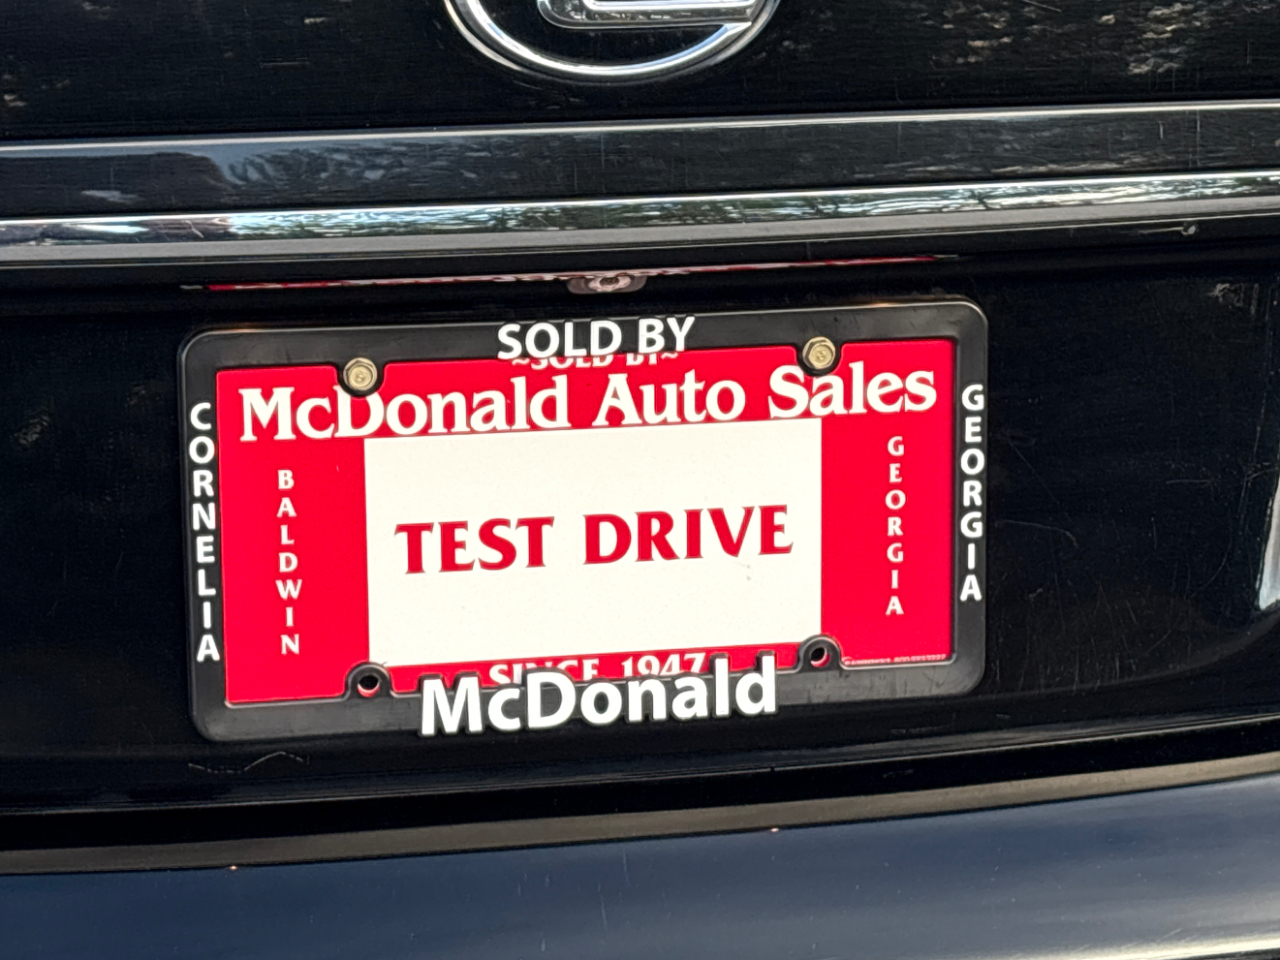 SOLD BY
~SOLD BY~
McDonald Auto Sales
CORNELIA
BALDWIN
TEST DRIVE
GEORGIA
GEORGIA
SINCE 1947
McDonald